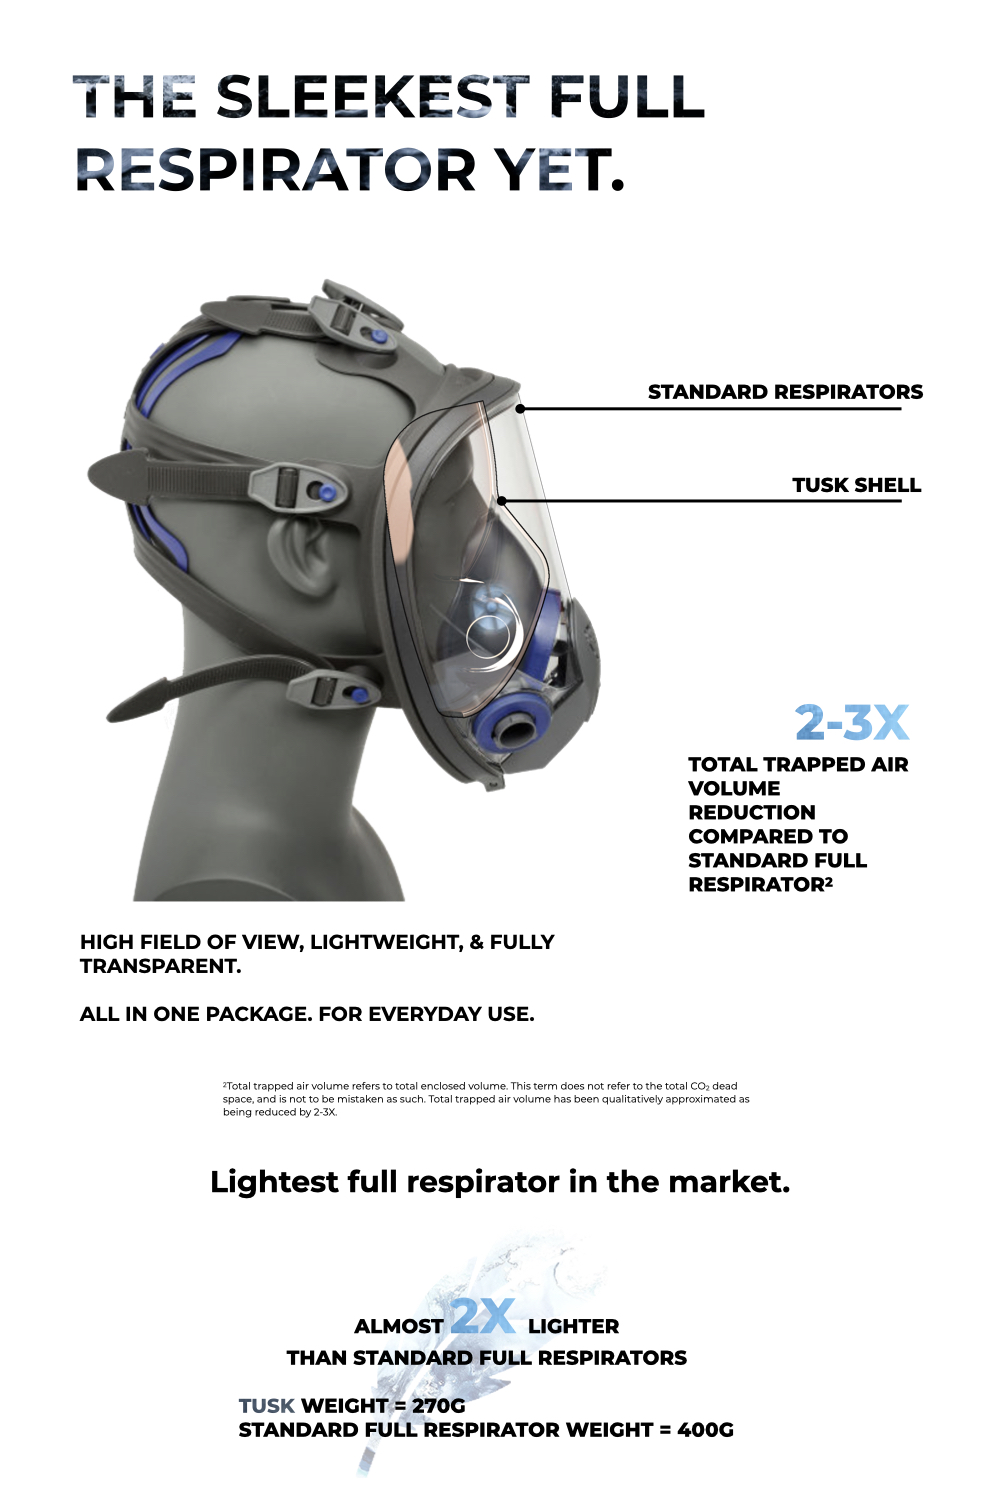 THE SLEEKEST FULL
RESPIRATOR YET.
STANDARD RESPIRATORS
TUSK SHELL
2-3X
TOTAL TRAPPED AIR
VOLUME
REDUCTION
COMPARED TO
STANDARD FULL
RESPIRATOR²
HIGH FIELD OF VIEW, LIGHTWEIGHT, & FULLY
TRANSPARENT.
ALL IN ONE PACKAGE. FOR EVERYDAY USE.
²Total trapped air volume refers to total enclosed volume. This term does not refer to the total CO₂ dead
space, and is not to be mistaken as such. Total trapped air volume has been qualitatively approximated as
being reduced by 2-3X.
Lightest full respirator in the market.
ALMOST 2X LIGHTER
THAN STANDARD FULL RESPIRATORS
TUSK WEIGHT = 270G
STANDARD FULL RESPIRATOR WEIGHT = 400G